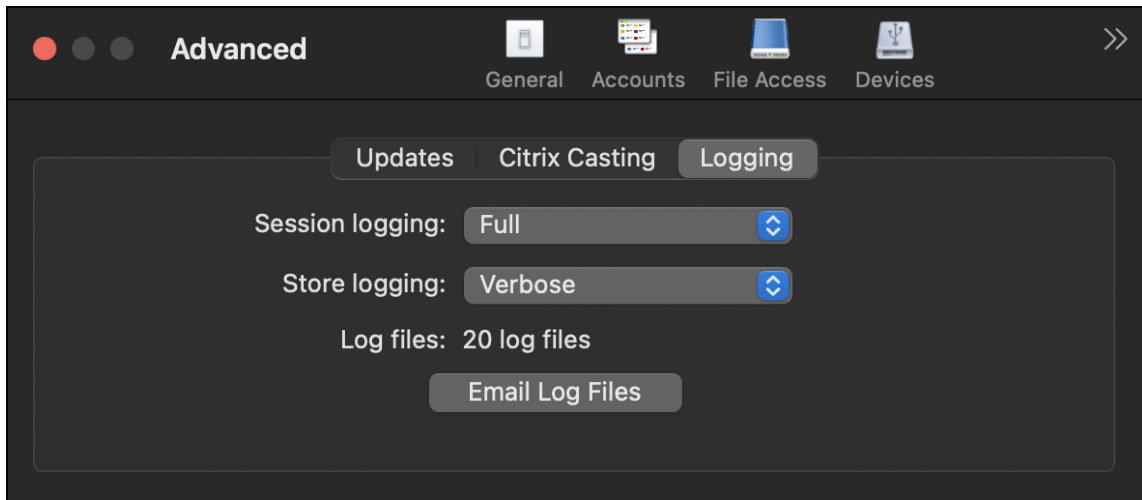 Advanced
General Accounts File Access Devices
Updates Citrix Casting Logging
Session logging: Full
Store logging: Verbose
Log files: 20 log files
Email Log Files